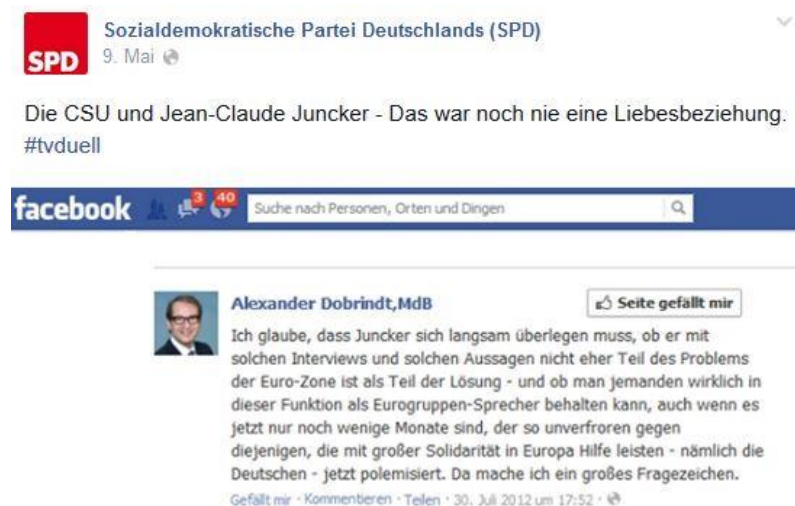 SPD
Sozialdemokratische Partei Deutschlands (SPD)
9. Mai
Die CSU und Jean-Claude Juncker - Das war noch nie eine Liebesbeziehung.
#tvduell
facebook
3
40
Suche nach Personen, Orten und Dingen
Alexander Dobrindt,MdB
Seite gefällt mir
Ich glaube, dass Juncker sich langsam überlegen muss, ob er mit
solchen Interviews und solchen Aussagen nicht eher Teil des Problems
der Euro-Zone ist als Teil der Lösung - und ob man jemanden wirklich in
dieser Funktion als Eurogruppen-Sprecher behalten kann, auch wenn es
jetzt nur noch wenige Monate sind, der so unverfroren gegen
diejenigen, die mit großer Solidarität in Europa Hilfe leisten - nämlich die
Deutschen - jetzt polemisiert. Da mache ich ein großes Fragezeichen.
Gefällt mir · Kommentieren · Teilen · 30. Juli 2012 um 17:52 ·